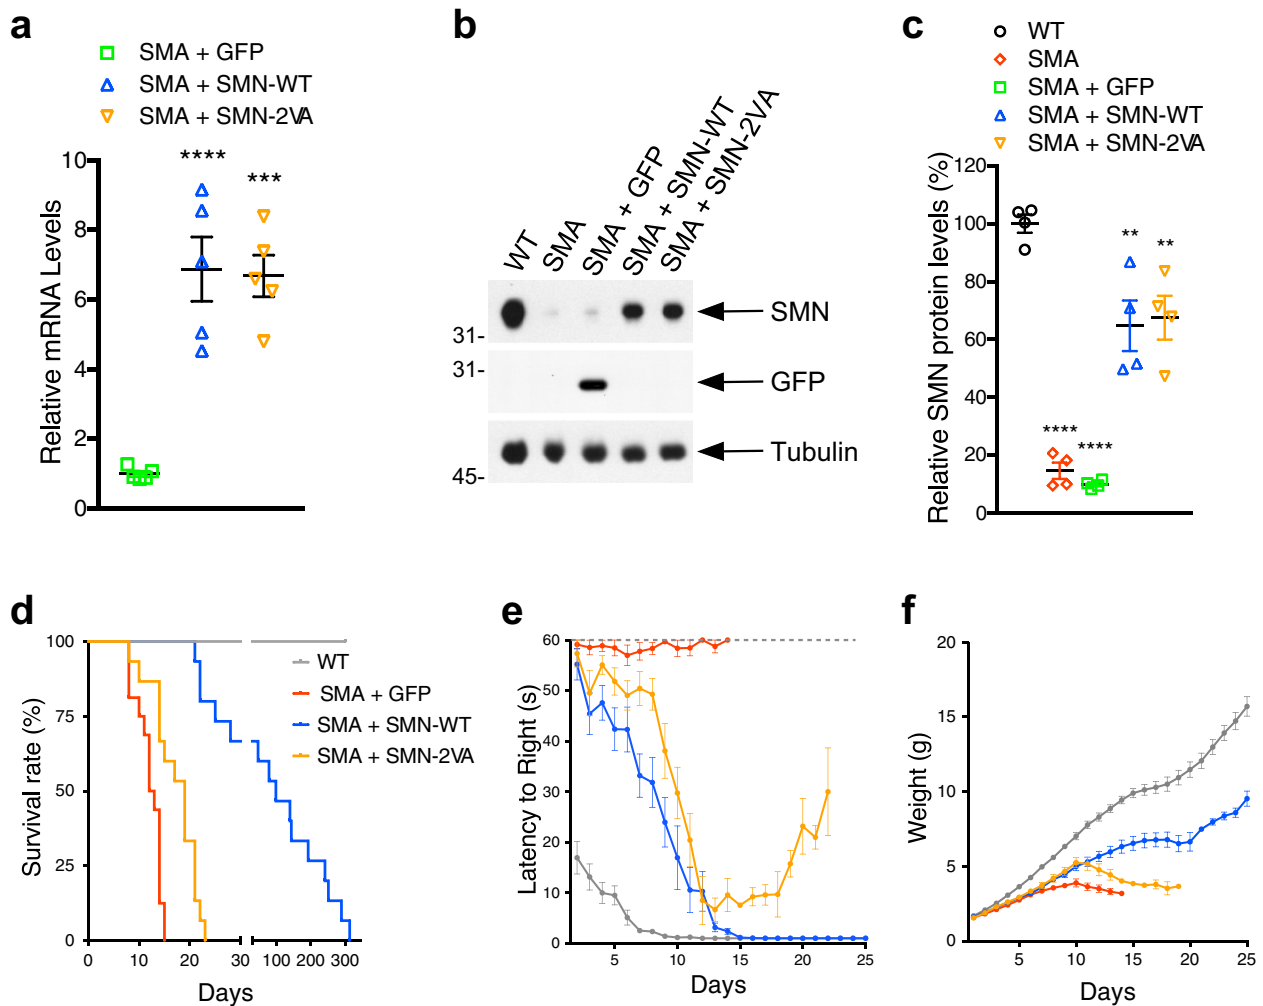 a
SMA + GFP
SMA + SMN-WT
SMA + SMN-2VA
Relative mRNA Levels
10
8
6
4
2
0
****
***
b
WT
SMA
SMA + GFP
SMA + SMN-WT
SMA + SMN-2VA
31-
31-
45-
SMN
GFP
Tubulin
c
WT
SMA
SMA + GFP
SMA + SMN-WT
SMA + SMN-2VA
Relative SMN protein levels (%)
120
100
80
60
40
20
0
****
****
**
**
d
Survival rate (%)
100
75
50
25
0
WT
SMA + GFP
SMA + SMN-WT
SMA + SMN-2VA
0 10 20 30 100 200 300
Days
e
Latency to Right (s)
60
50
40
30
20
10
0
5 10 15 20 25
Days
f
Weight (g)
20
15
10
5
0
5 10 15 20 25
Days